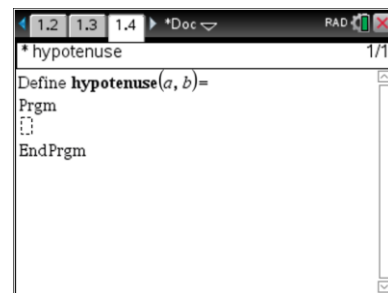 1.2 1.3 1.4 *Doc RAD
* hypotenuse 1/1
Define hypotenuse(a, b)=
Prgm
EndPrgm